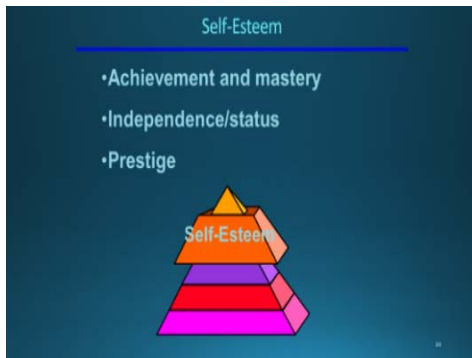 Self-Esteem
•Achievement and mastery
•Independence/status
•Prestige
Self-Esteem